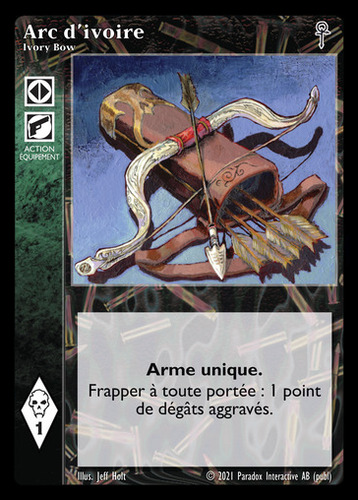 Arc d'ivoire
Ivory Bow
ACTION
ÉQUIPEMENT
Arme unique.
Frapper à toute portée : 1 point
de dégâts aggravés.
1
Illus. Jeff Holt
© 2021 Paradox Interactive AB (publ)